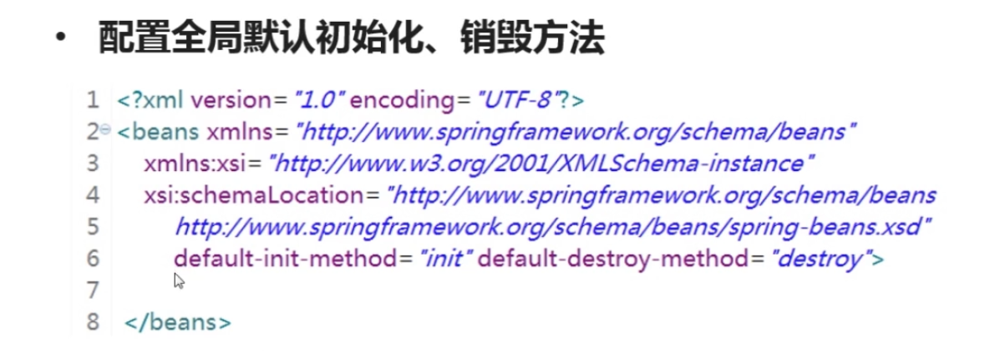 • 配置全局默认初始化、销毁方法
1 <?xml version="1.0" encoding="UTF-8"?>
2 <beans xmlns="http://www.springframework.org/schema/beans"
3 xmlns:xsi="http://www.w3.org/2001/XMLSchema-instance"
4 xsi:schemaLocation="http://www.springframework.org/schema/beans
5 http://www.springframework.org/schema/beans/spring-beans.xsd"
6 default-init-method="init" default-destroy-method="destroy">
7
8 </beans>